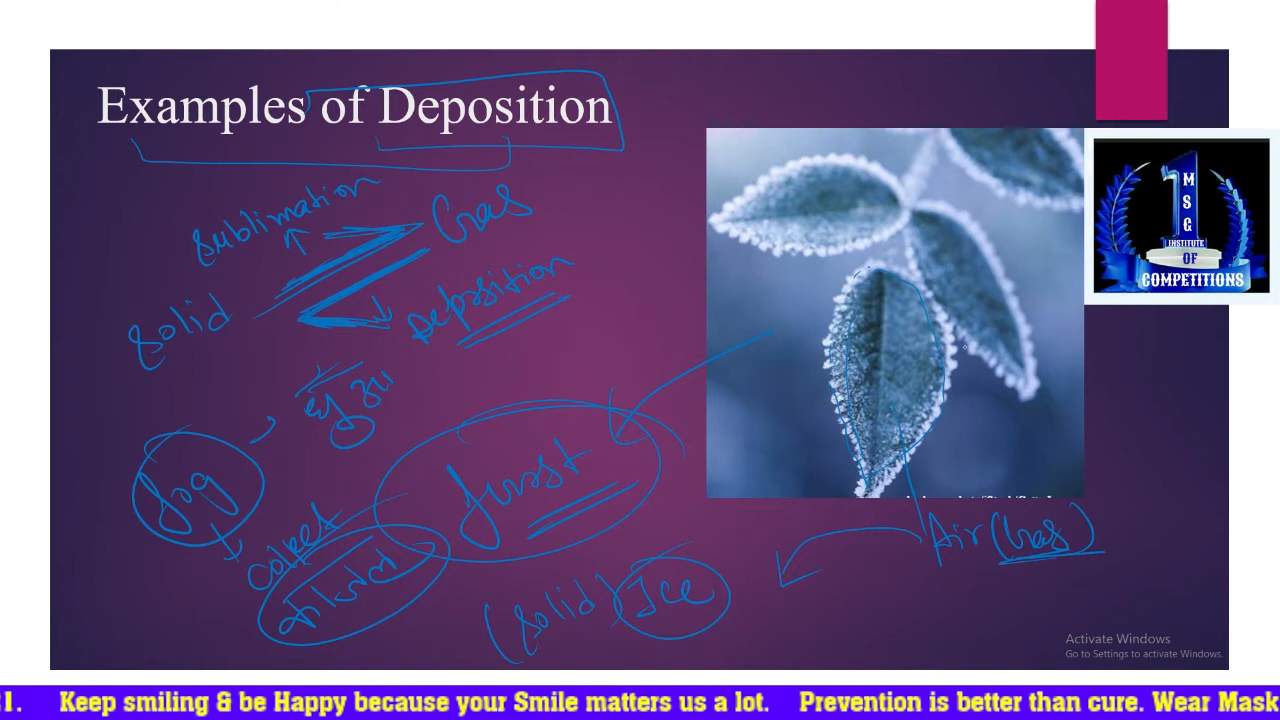 Examples of Deposition
Sublimation
Gas
Solid
Deposition
fog
furost
Air (Gas)
(Solid) Ice
1
M
S
G
INSTITUTE
OF
COMPETITIONS
Activate Windows
Go to Settings to activate Windows.
21. Keep smiling & be Happy because your Smile matters us a lot. Prevention is better than cure. Wear Mask